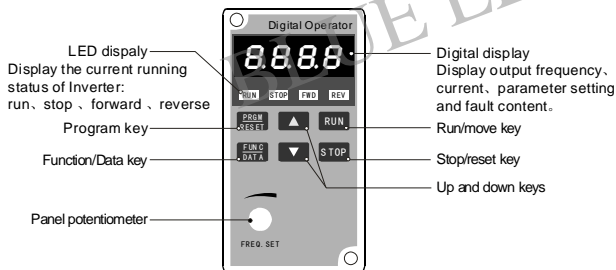 Digital Operator
8.8.8.8
RUN STOP FWD REV
PRGM
RESET
RUN
FUNC
DATA
STOP
FREQ. SET
LED dispaly
Display the current running
status of Inverter:
run、stop 、forward 、reverse
Program key
Function/Data key
Panel potentiometer
Digital display
Display output frequency、
current、parameter setting
and fault content。
Run/move key
Stop/reset key
Up and down keys
BLUE